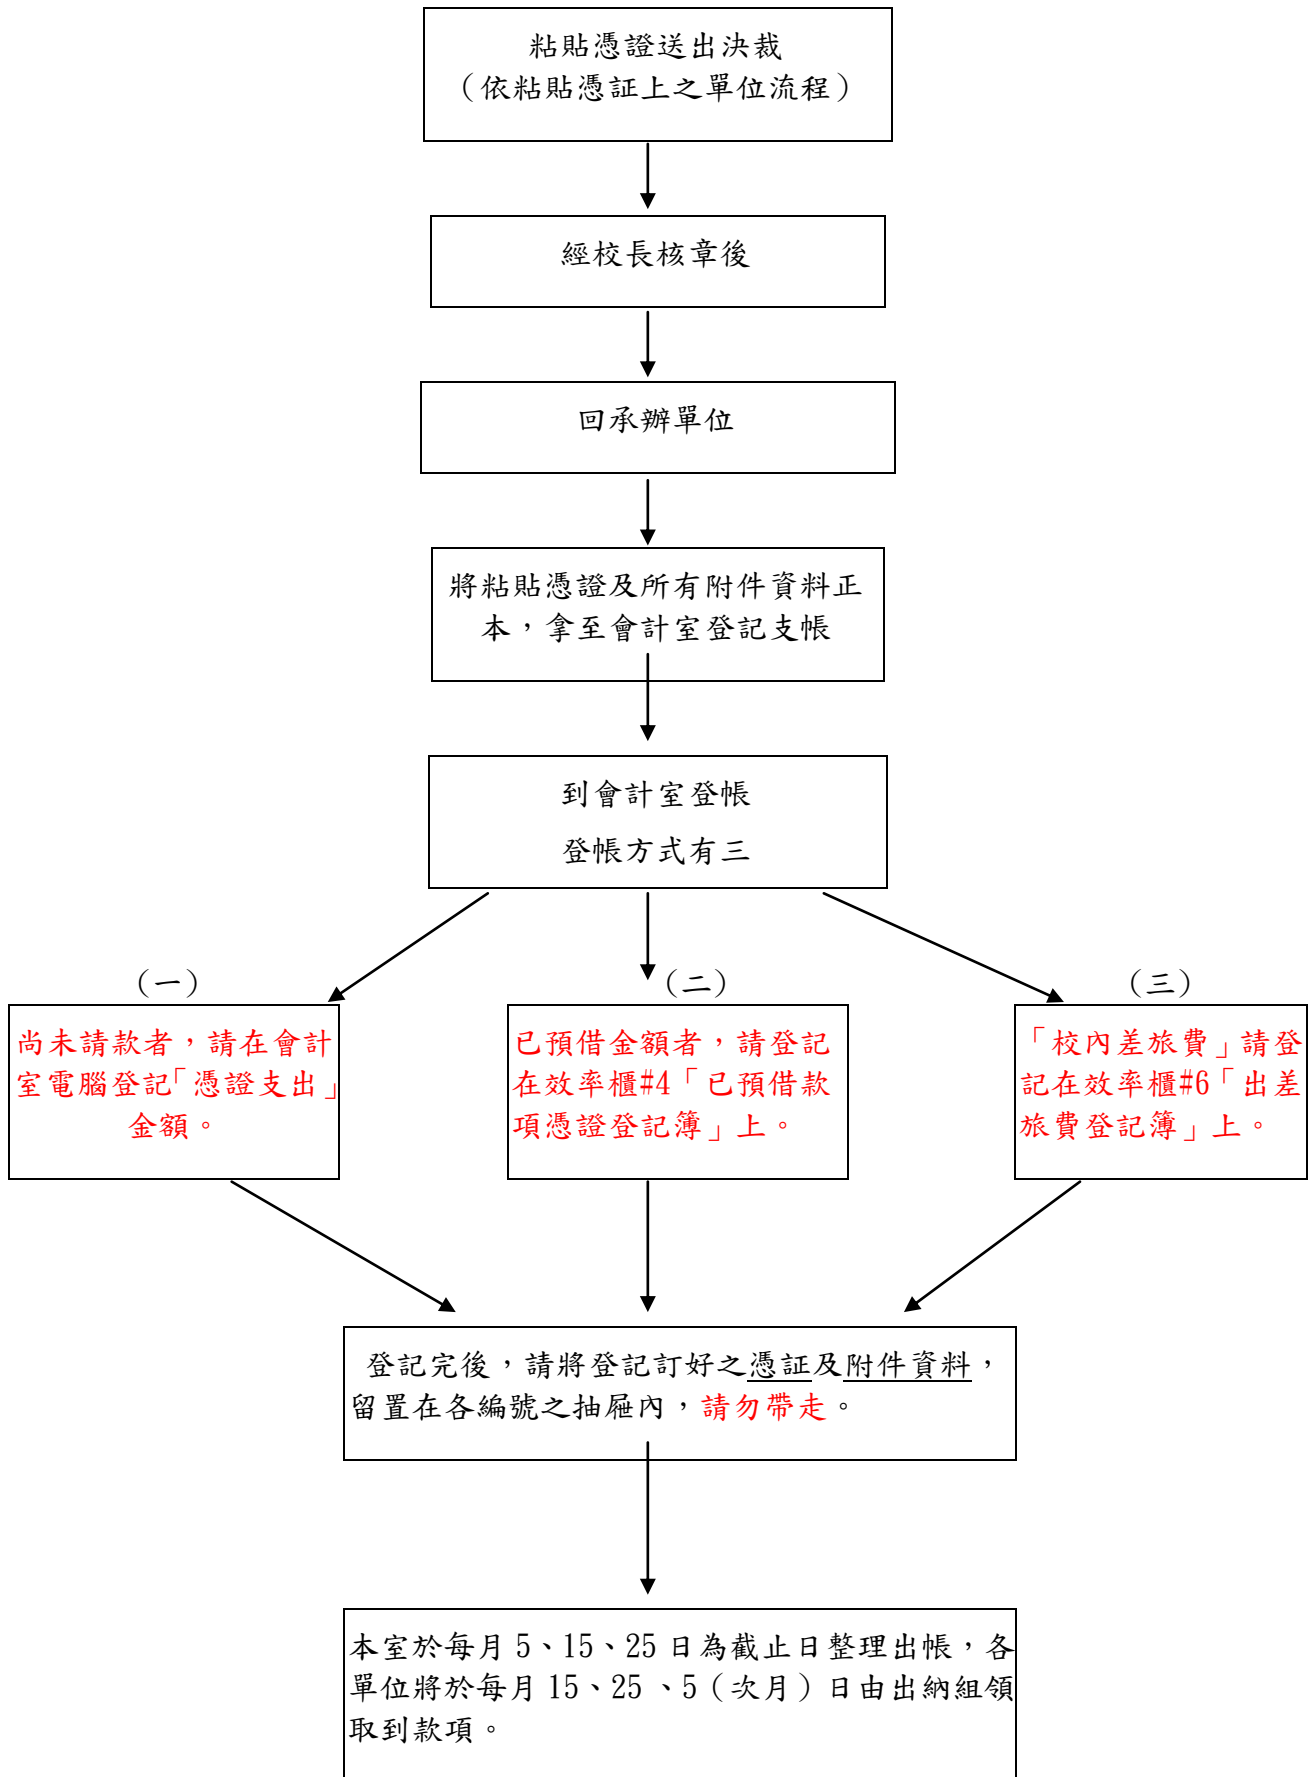 粘貼憑證送出決裁
（依粘貼憑証上之單位流程）
經校長核章後
回承辦單位
將粘貼憑證及所有附件資料正
本，拿至會計室登記支帳
到會計室登帳
登帳方式有三
（一）
尚未請款者，請在會計
室電腦登記「憑證支出」
金額。
（二）
已預借金額者，請登記
在效率櫃#4「已預借款
項憑證登記簿」上。
（三）
「校內差旅費」請登
記在效率櫃#6「出差
旅費登記簿」上。
登記完後，請將登記訂好之憑証及附件資料，
留置在各編號之抽屜內，請勿帶走。
本室於每月 5、15、25 日為截止日整理出帳，各
單位將於每月 15、25 、5（次月）日由出納組領
取到款項。